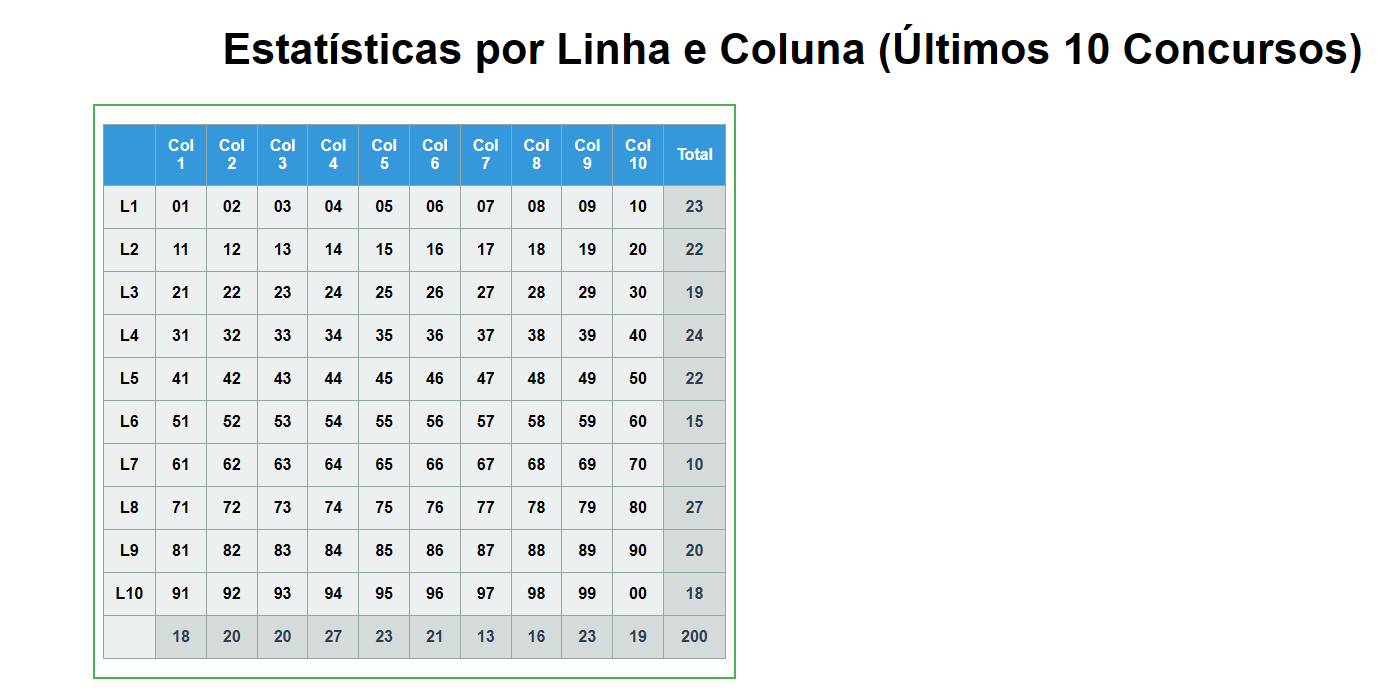 Estatísticas por Linha e Coluna (Últimos 10 Concursos)
Col 1 Col 2 Col 3 Col 4 Col 5 Col 6 Col 7 Col 8 Col 9 Col 10 Total
L1 01 02 03 04 05 06 07 08 09 10 23
L2 11 12 13 14 15 16 17 18 19 20 22
L3 21 22 23 24 25 26 27 28 29 30 19
L4 31 32 33 34 35 36 37 38 39 40 24
L5 41 42 43 44 45 46 47 48 49 50 22
L6 51 52 53 54 55 56 57 58 59 60 15
L7 61 62 63 64 65 66 67 68 69 70 10
L8 71 72 73 74 75 76 77 78 79 80 27
L9 81 82 83 84 85 86 87 88 89 90 20
L10 91 92 93 94 95 96 97 98 99 00 18
18 20 20 27 23 21 13 16 23 19 200